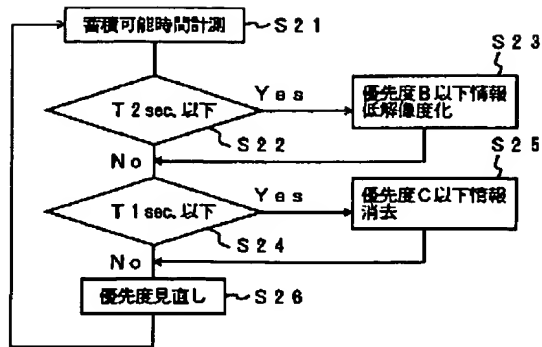 蓄積可能時間計測
S21
T2sec.以下
Yes
S22
優先度B以下情報
低解像度化
S23
No
T1sec.以下
Yes
S24
優先度C以下情報
消去
S25
No
優先度見直し
S26